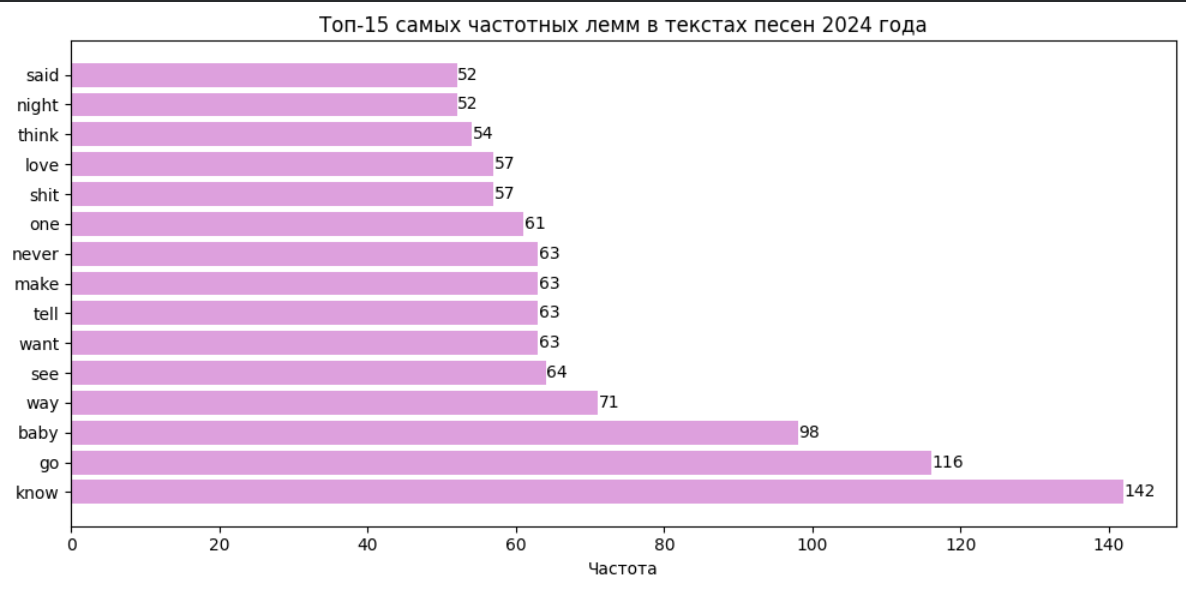 Топ-15 самых частотных лемм в текстах песен 2024 года
said 52
night 52
think 54
love 57
shit 57
one 61
never 63
make 63
tell 63
want 63
see 64
way 71
baby 98
go 116
know 142
0 20 40 60 80 100 120 140
Частота